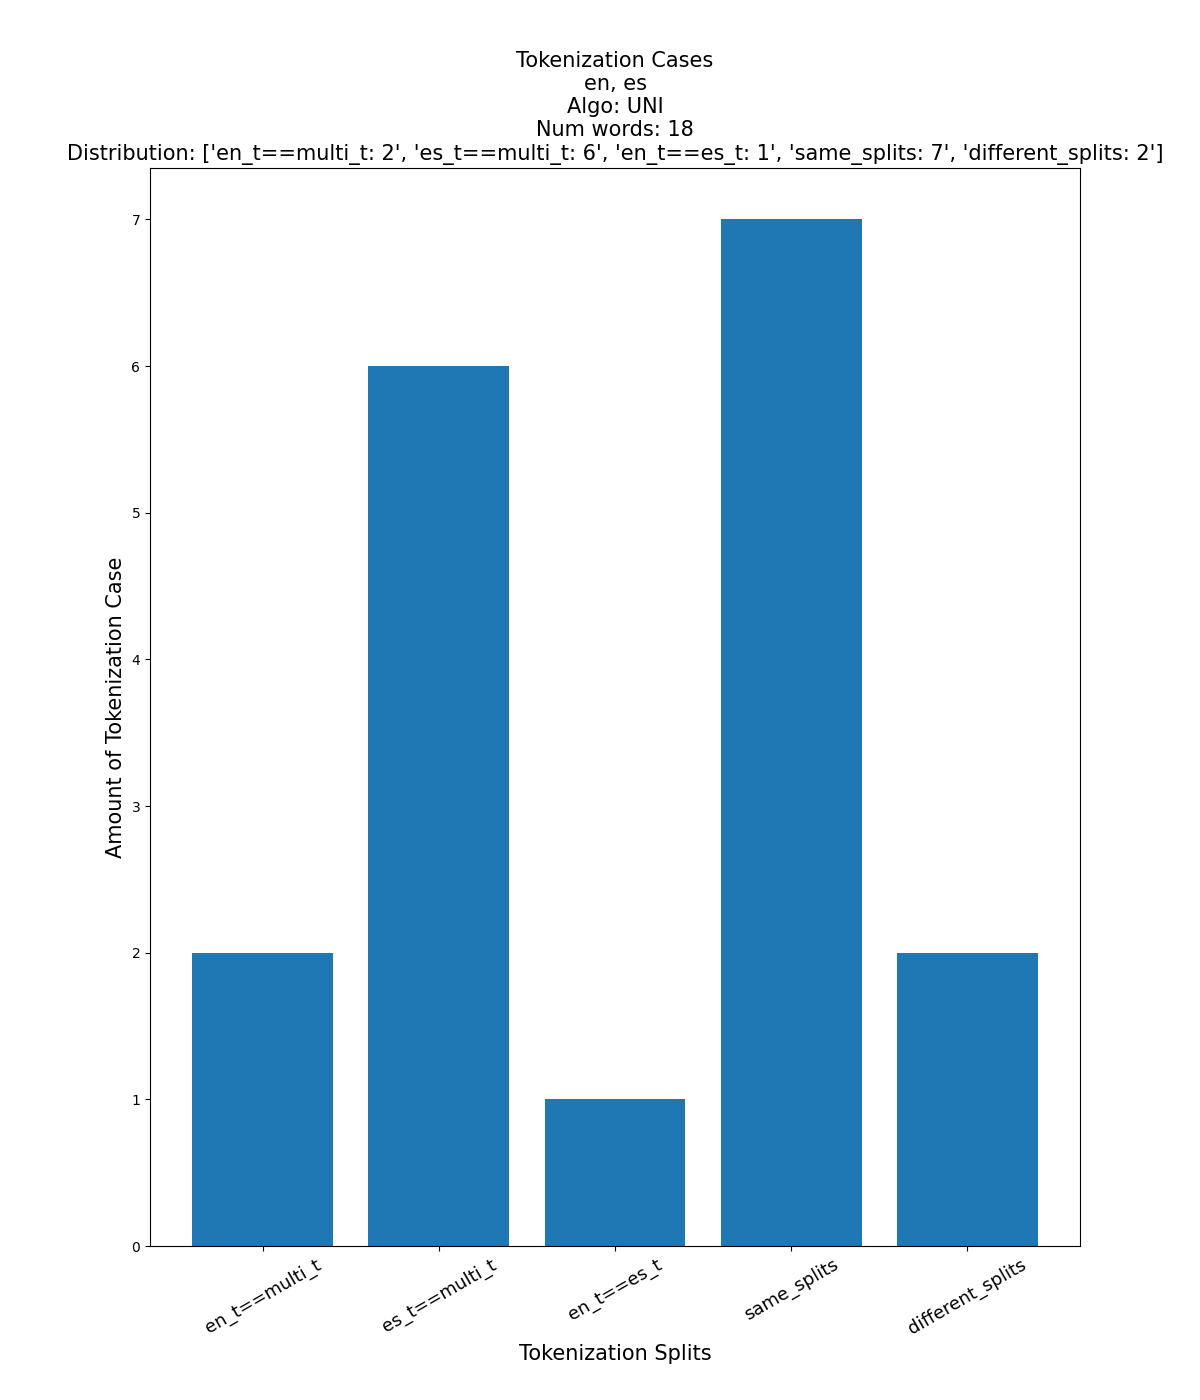 Tokenization Cases
en, es
Algo: UNI
Num words: 18
Distribution: ['en_t==multi_t: 2', 'es_t==multi_t: 6', 'en_t==es_t: 1', 'same_splits: 7', 'different_splits: 2']
7
6
5
4
3
2
1
0
Amount of Tokenization Case
en_t==multi_t
es_t==multi_t
en_t==es_t
same_splits
different_splits
Tokenization Splits